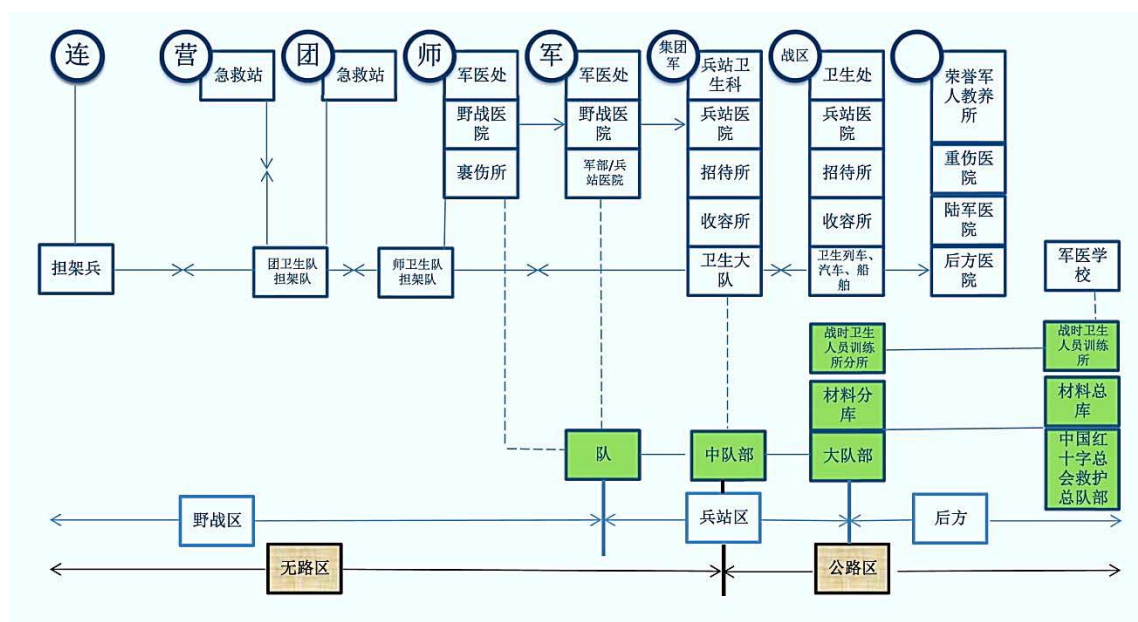 连
营
团
师
军
集团
军
战区
急救站
急救站
军医处
野战医
院
裹伤所
军医处
野战医
院
军部/兵
站医院
兵站卫
生科
兵站医
院
招待所
收容所
卫生大
队
卫生处
兵站医
院
招待所
收容所
卫生列车、
汽车、船
舶
荣誉军
人教养
所
重伤医
院
陆军医
院
后方医
院
担架兵
团卫生队
担架队
师卫生队
担架队
军医学
校
战时卫生
人员训练
所分所
战时卫生
人员训练
所
材料分
库
材料总
库
队
中队部
大队部
中国红
十字总
会救护
总队部
野战区
兵站区
后方
无路区
公路区